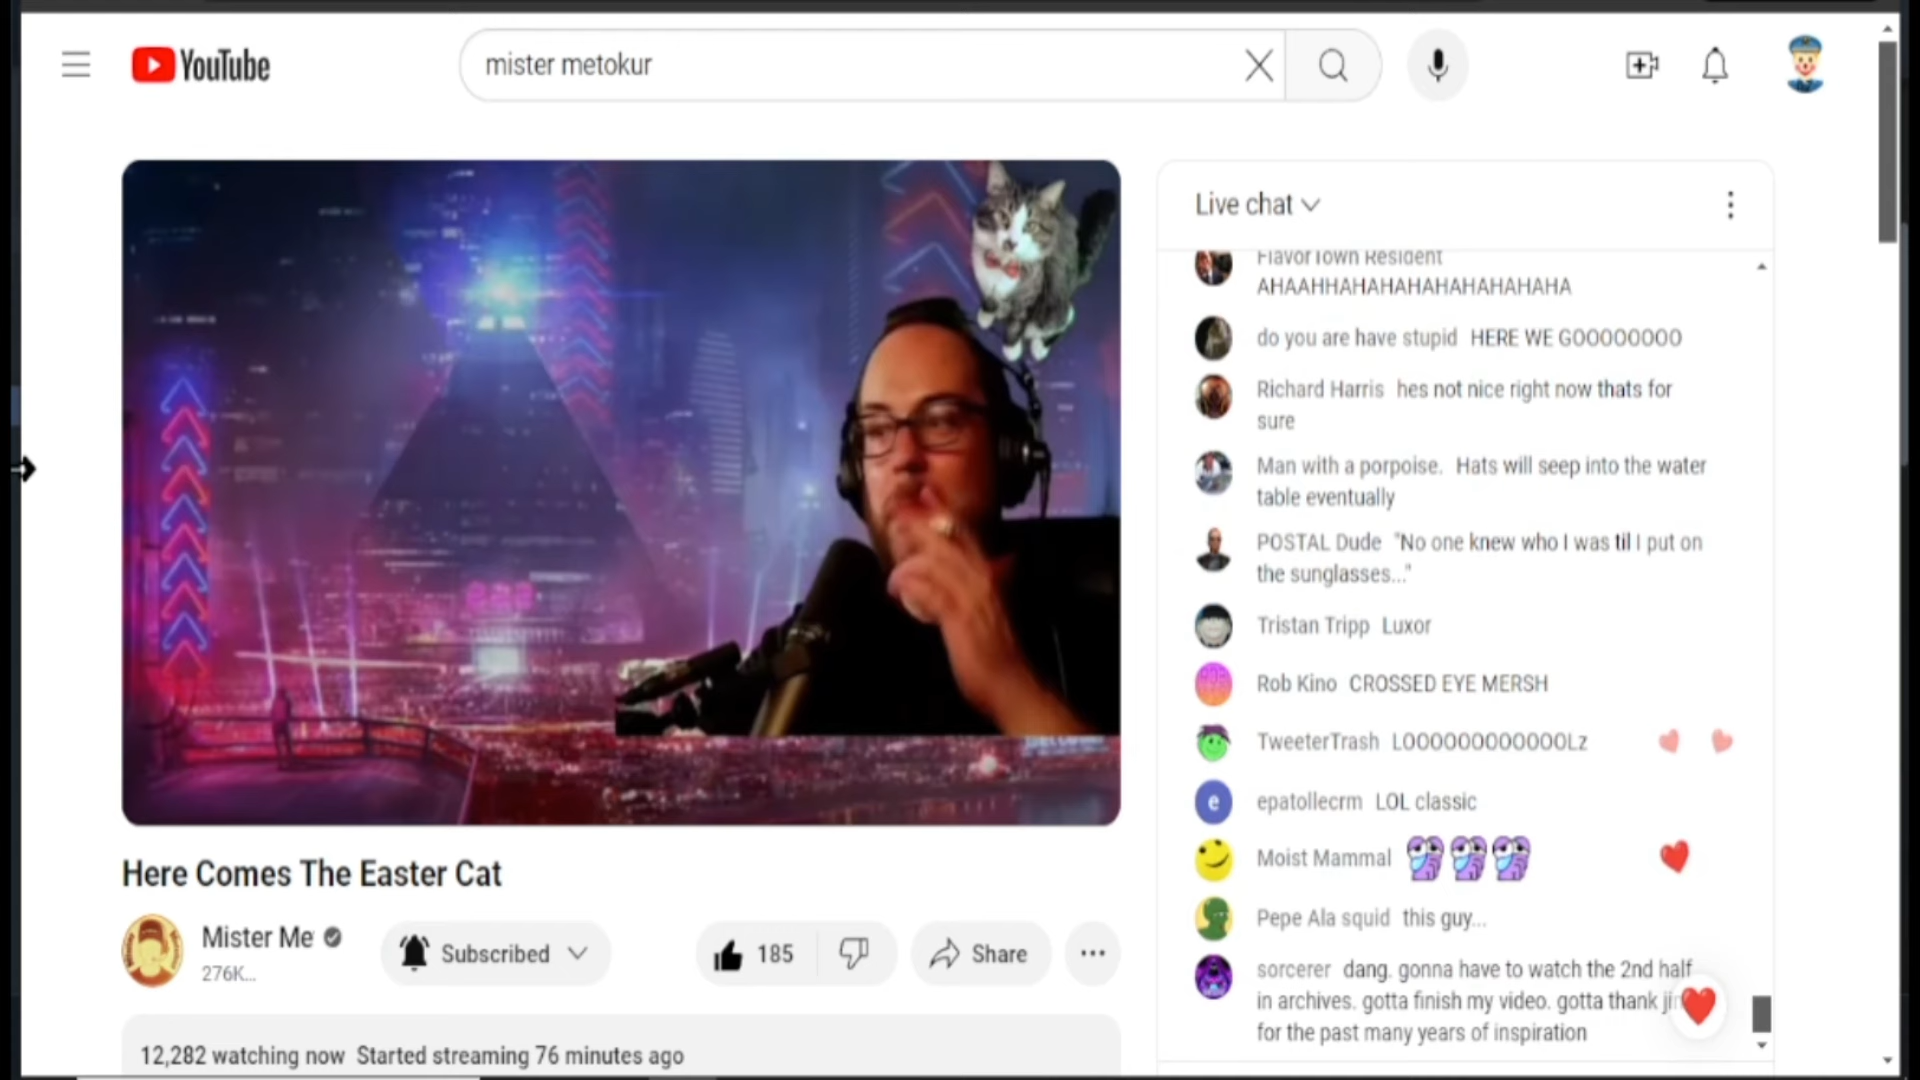 YouTube
mister metokur
Live chat
FlavorTown Resident
AHAAHHAHAHAHAHAHAHAHA
do you are have stupid HERE WE GOOOOOOOO
Richard Harris hes not nice right now thats for
sure
Man with a porpoise. Hats will seep into the water
table eventually
POSTAL Dude "No one knew who I was til I put on
the sunglasses..."
Tristan Tripp Luxor
Rob Kino CROSSED EYE MERSH
TweeterTrash LOOOOOOOOOOOOLz
e epatollecrm LOL classic
Moist Mammal
Pepe Ala squid this guy...
sorcerer dang. gonna have to watch the 2nd half
in archives. gotta finish my video. gotta thank
for the past many years of inspiration
Here Comes The Easter Cat
Mister Me
276K...
Subscribed
185
Share
12,282 watching now Started streaming 76 minutes ago